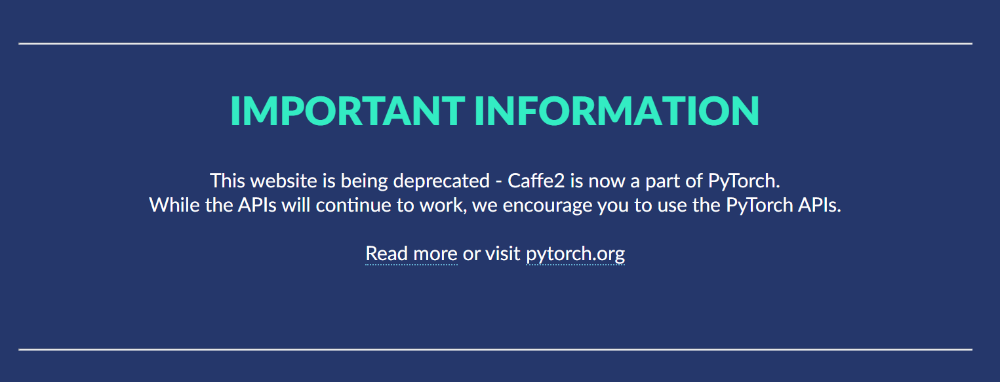 IMPORTANT INFORMATION
This website is being deprecated - Caffe2 is now a part of PyTorch.
While the APIs will continue to work, we encourage you to use the PyTorch APIs.
Read more or visit pytorch.org